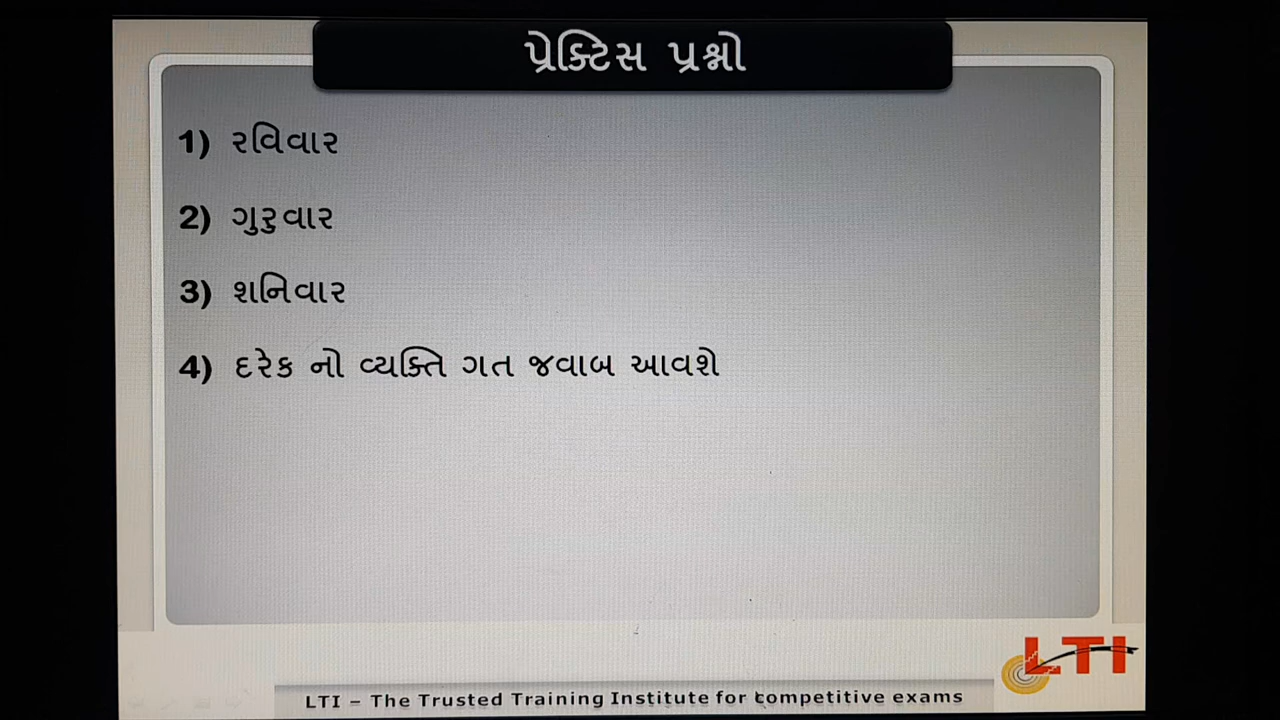 પ્રેક્ટિસ પ્રશ્નો
1) રવિવાર
2) ગુરુવાર
3) શનિવાર
4) દરેક નો વ્યક્તિ ગત જવાબ આવશે
LTI
LTI – The Trusted Training Institute for competitive exams